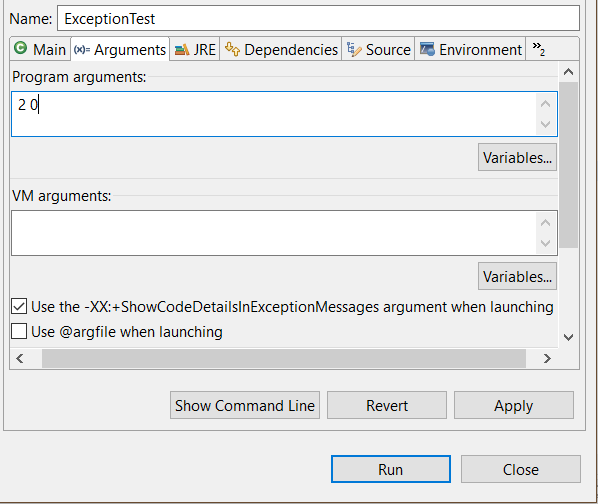 Name: ExceptionTest
Main (x)= Arguments JRE Dependencies Source Environment »2
Program arguments:
2 0
Variables...
VM arguments:
Variables...
Use the -XX:+ShowCodeDetailsInExceptionMessages argument when launching
Use @argfile when launching
Show Command Line Revert Apply
Run Close